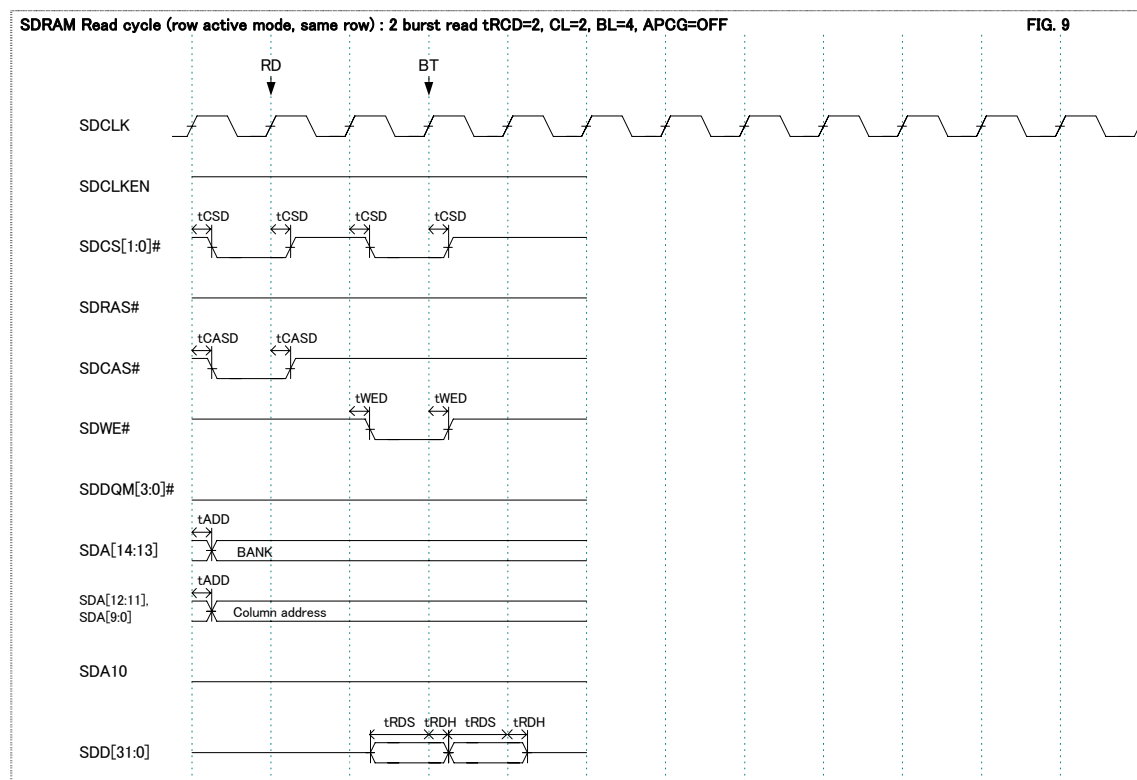 SDRAM Read cycle (row active mode, same row) : 2 burst read tRCD=2, CL=2, BL=4, APCG=OFF FIG. 9
RD BT
SDCLK
SDCLKEN
tCSD tCSD tCSD tCSD
SDCS[1:0]#
SDRAS#
tCASD tCASD
SDCAS#
tWED tWED
SDWE#
SDDQM[3:0]#
tADD
SDA[14:13] BANK
tADD
SDA[12:11],
SDA[9:0] Column address
SDA10
tRDS tRDH tRDS tRDH
SDD[31:0]